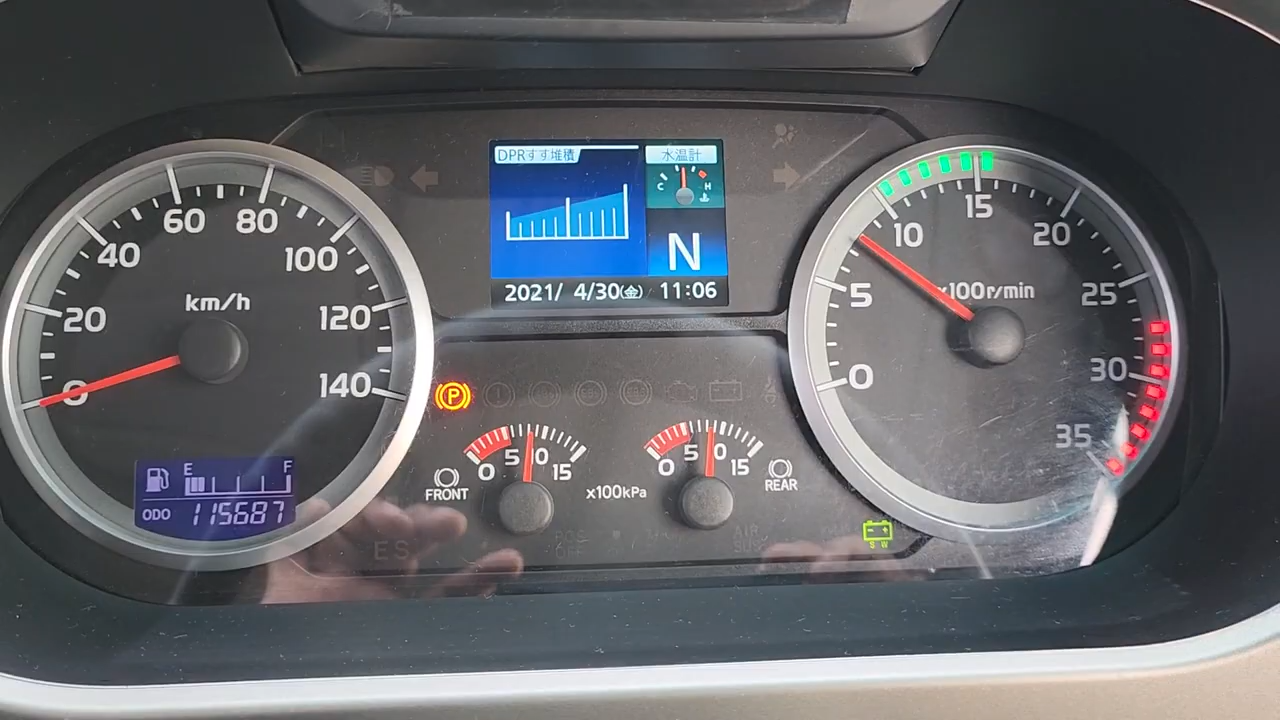 DPRすす堆積
水温計
C H
N
2021/ 4/30(金) 11:06
0
20
40
60
80
100
120
140
km/h
E F
ODO 115687
P
FRONT
0 5 10 15
x100kPa
0 5 10 15
REAR
0
5
10
15
20
25
30
35
x100r/min
ES
AIR
S W